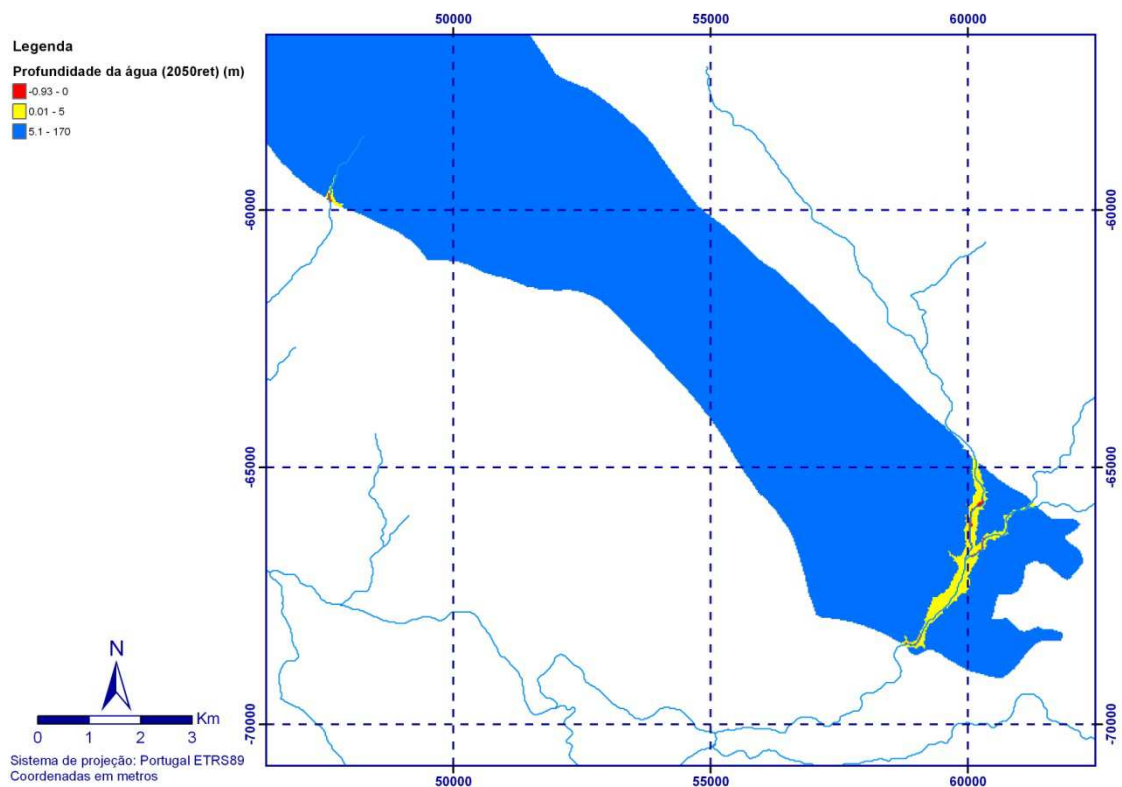 50000 55000 60000
Legenda
Profundidade da água (2050ret) (m)
-0.93 - 0
0.01 - 5
5.1 - 170
-60000 -60000
-65000 -65000
N
Km
0 1 2 3
-70000 -70000
Sistema de projeção: Portugal ETRS89
Coordenadas em metros
50000 55000 60000